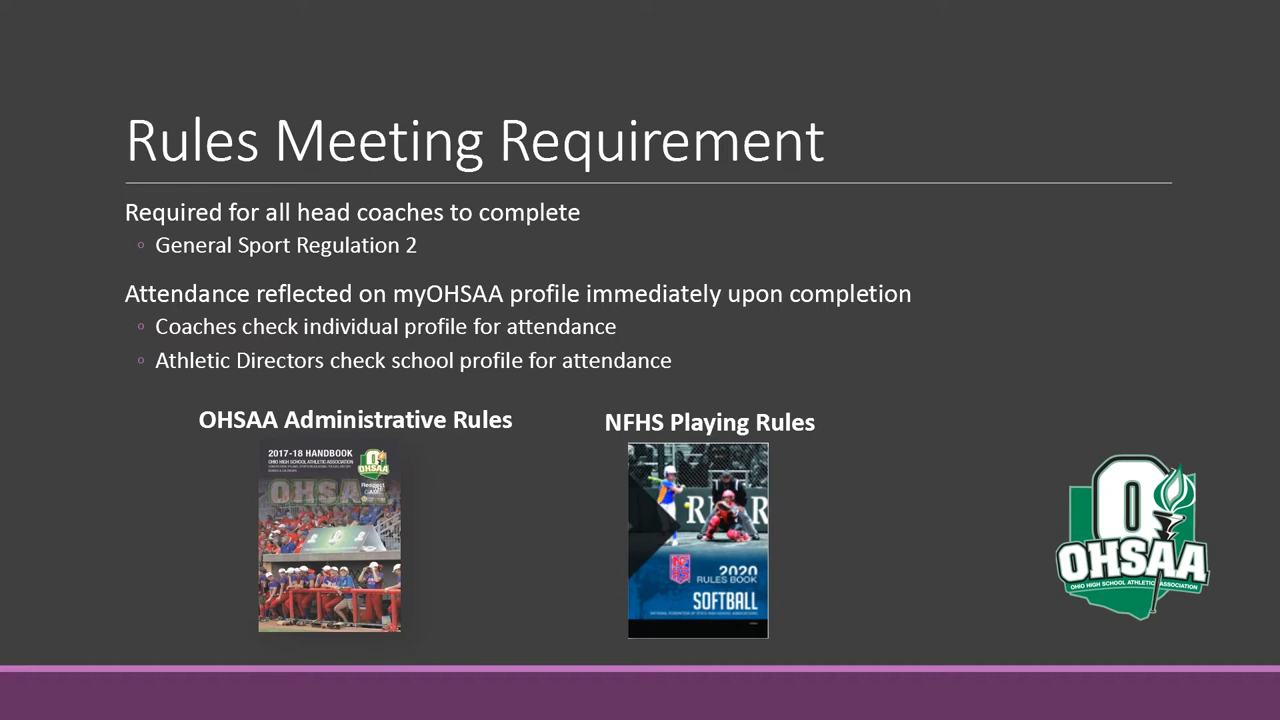 Rules Meeting Requirement
Required for all head coaches to complete
General Sport Regulation 2
Attendance reflected on myOHSAA profile immediately upon completion
Coaches check individual profile for attendance
Athletic Directors check school profile for attendance
OHSAA Administrative Rules
NFHS Playing Rules
2017-18 HANDBOOK
OHIO HIGH SCHOOL ATHLETIC ASSOCIATION
OHSAA
Respect
OHSAA
2020
RULES BOOK
SOFTBALL
O
OHSAA
OHIO HIGH SCHOOL ATHLETIC ASSOCIATION